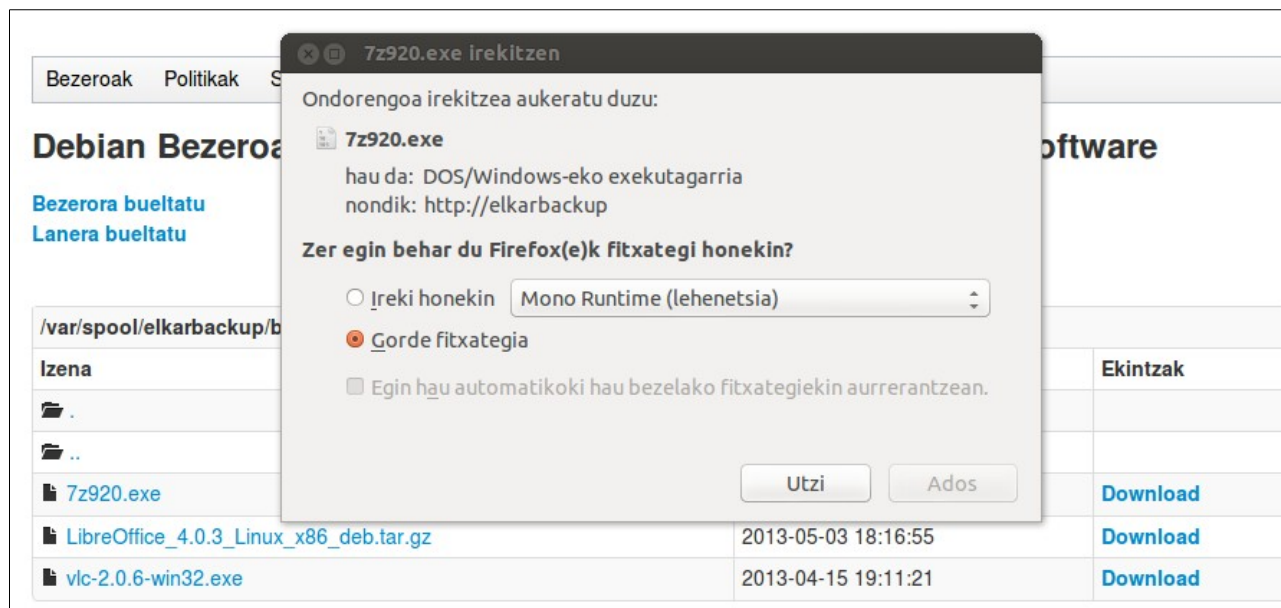 7z920.exe irekitzen
Bezeroak Politikak
Ondorengoa irekitzea aukeratu duzu:
7z920.exe
Debian oftware
hau da: DOS/Windows-eko exekutagarria
Bezerora bueltatu
nondik: http://elkarbackup
Lanera bueltatu
Zer egin behar du Firefox(e)k fitxategi honekin?
Ireki honekin Mono Runtime (lehenetsia)
/var/spool/elkarbackup/b
Gorde fitxategia
Izena Ekintzak
Egin hau automatikoki hau bezelako fitxategiekin aurrerantzean.
.
..
Utzi Ados
7z920.exe Download
LibreOffice_4.0.3_Linux_x86_deb.tar.gz 2013-05-03 18:16:55 Download
vlc-2.0.6-win32.exe 2013-04-15 19:11:21 Download